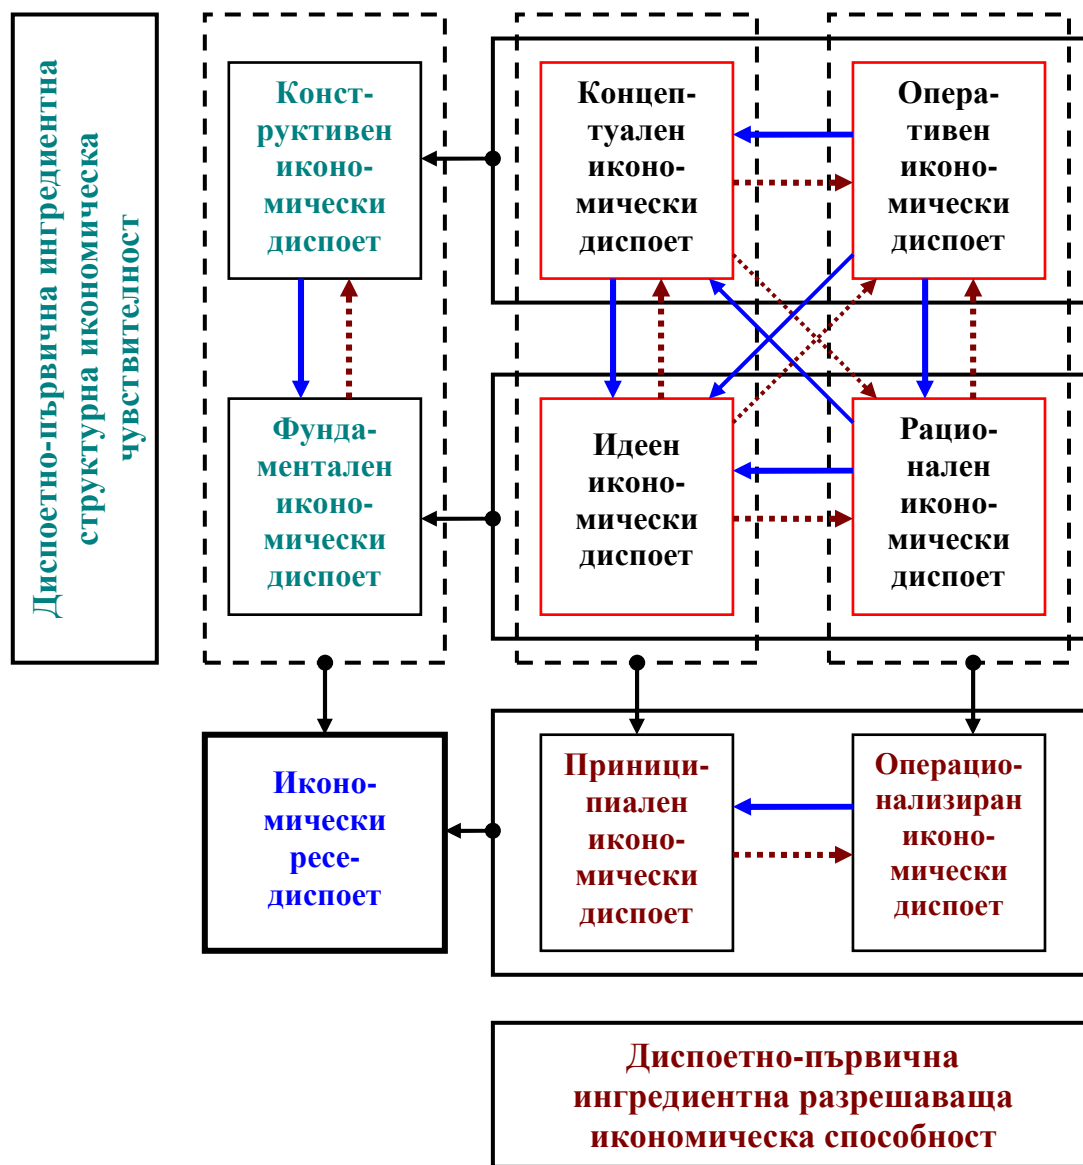 Диспоетно-първична ингредиентна
структурна икономическа
чувствителност
Конст-
руктивен
иконо-
мически
диспоет
Концеп-
туален
иконо-
мически
диспоет
Опера-
тивен
иконо-
мически
диспоет
Фунда-
ментален
иконо-
мически
диспоет
Идеен
иконо-
мически
диспоет
Рацио-
нален
иконо-
мически
диспоет
Иконо-
мически
ресе-
диспоет
Приници-
пиален
иконо-
мически
диспоет
Операцио-
нализиран
иконо-
мически
диспоет
Диспоетно-първична
ингредиентна разрешаваща
икономическа способност